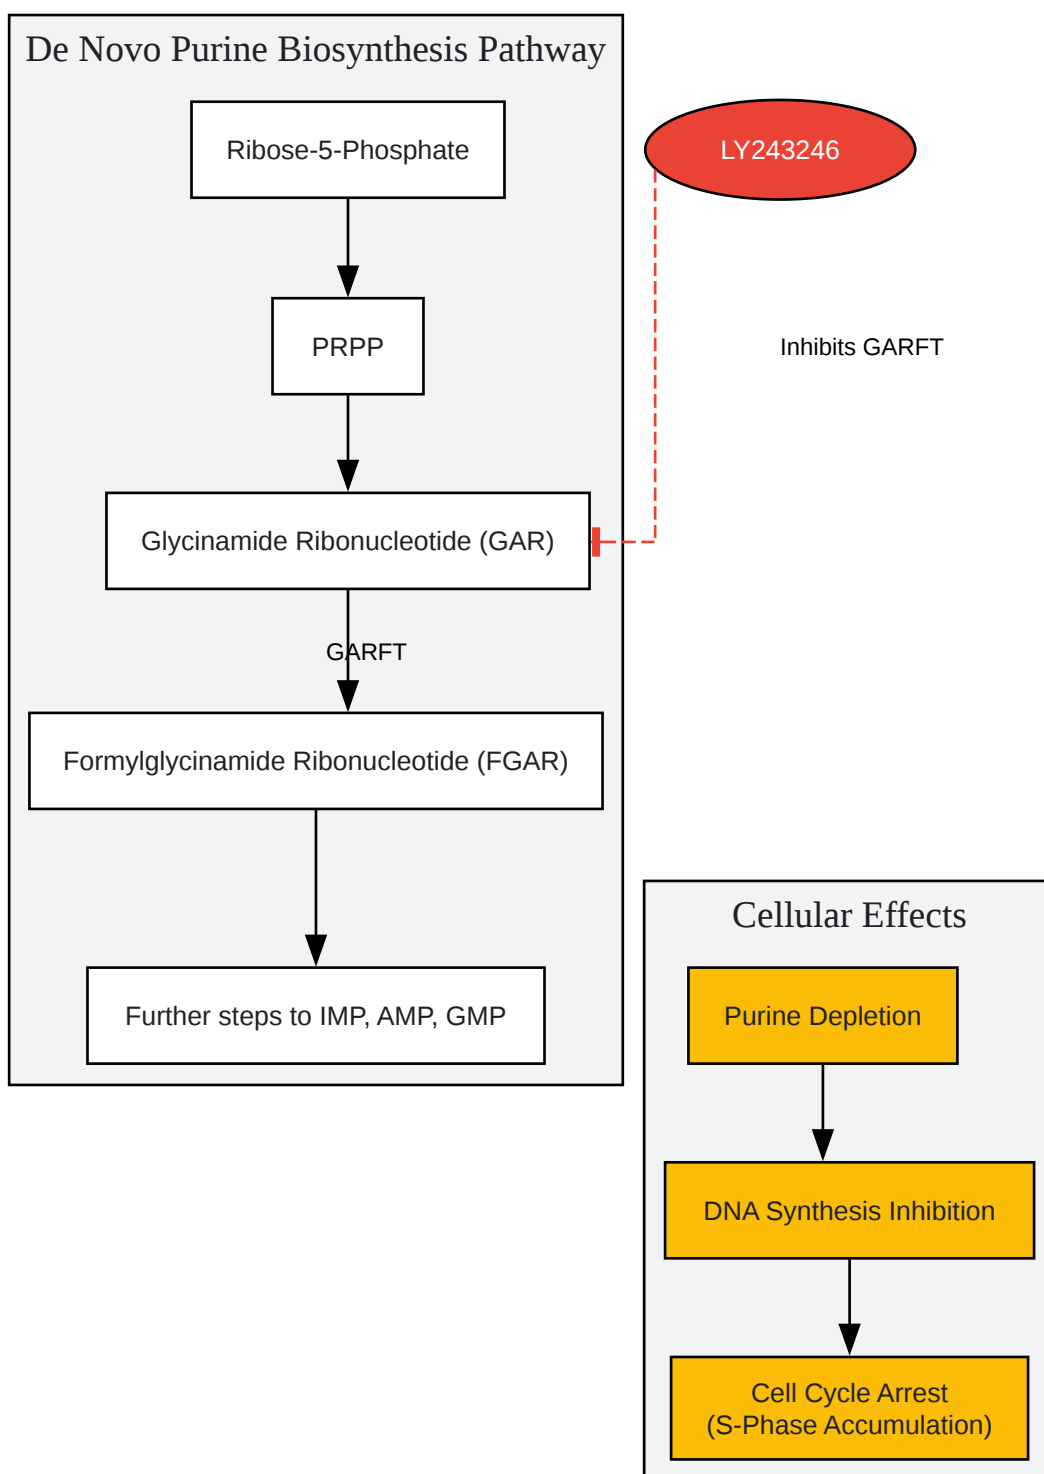 De Novo Purine Biosynthesis Pathway
Ribose-5-Phosphate
LY243246
PRPP
Inhibits GARFT
Glycinamide Ribonucleotide (GAR)
GARFT
Formylglycinamide Ribonucleotide (FGAR)
Further steps to IMP, AMP, GMP
Cellular Effects
Purine Depletion
DNA Synthesis Inhibition
Cell Cycle Arrest
(S-Phase Accumulation)